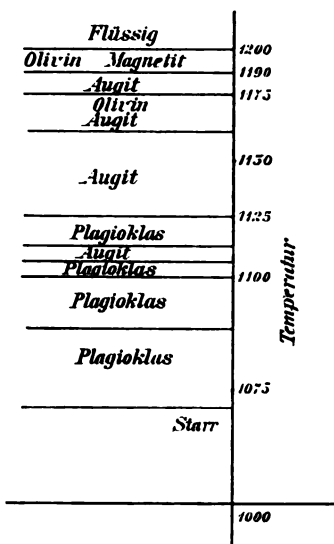 Flüssig
1200
Olivin Magnetit
1190
Augit
1175
Olivin
Augit
1150
Augit
1125
Plagioklas
Augit
Plagioklas
1100
Plagioklas
Temperatur
Plagioklas
1075
Starr
1000